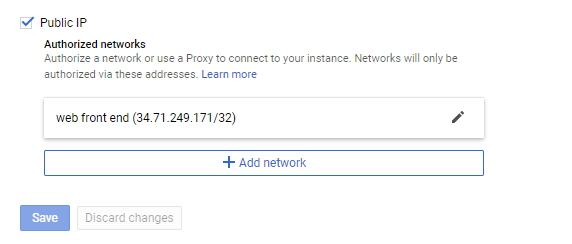 Public IP
Authorized networks
Authorize a network or use a Proxy to connect to your instance. Networks will only be
authorized via these addresses. Learn more
web front end (34.71.249.171/32)
Add network
Save Discard changes